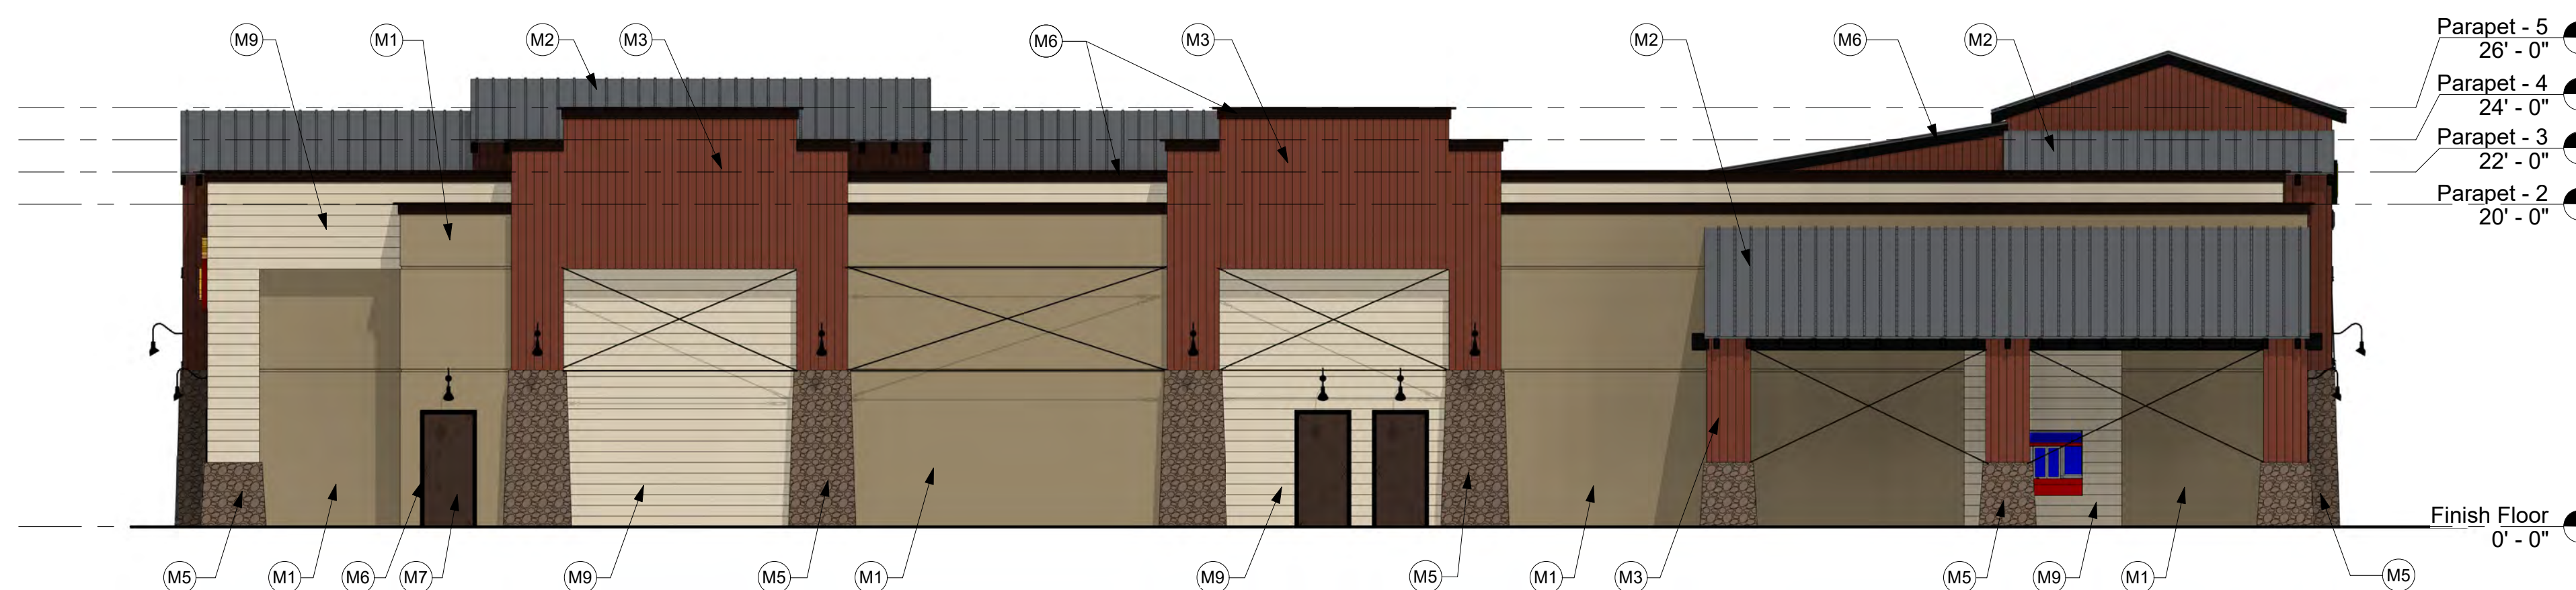 M9
M1
M2
M3
M6
M3
M2
M6
M2
Parapet - 5
26' - 0"
Parapet - 4
24' - 0"
Parapet - 3
22' - 0"
Parapet - 2
20' - 0"
Finish Floor
0' - 0"
M5
M1
M6
M7
M9
M5
M1
M9
M5
M1
M3
M5
M9
M1
M5